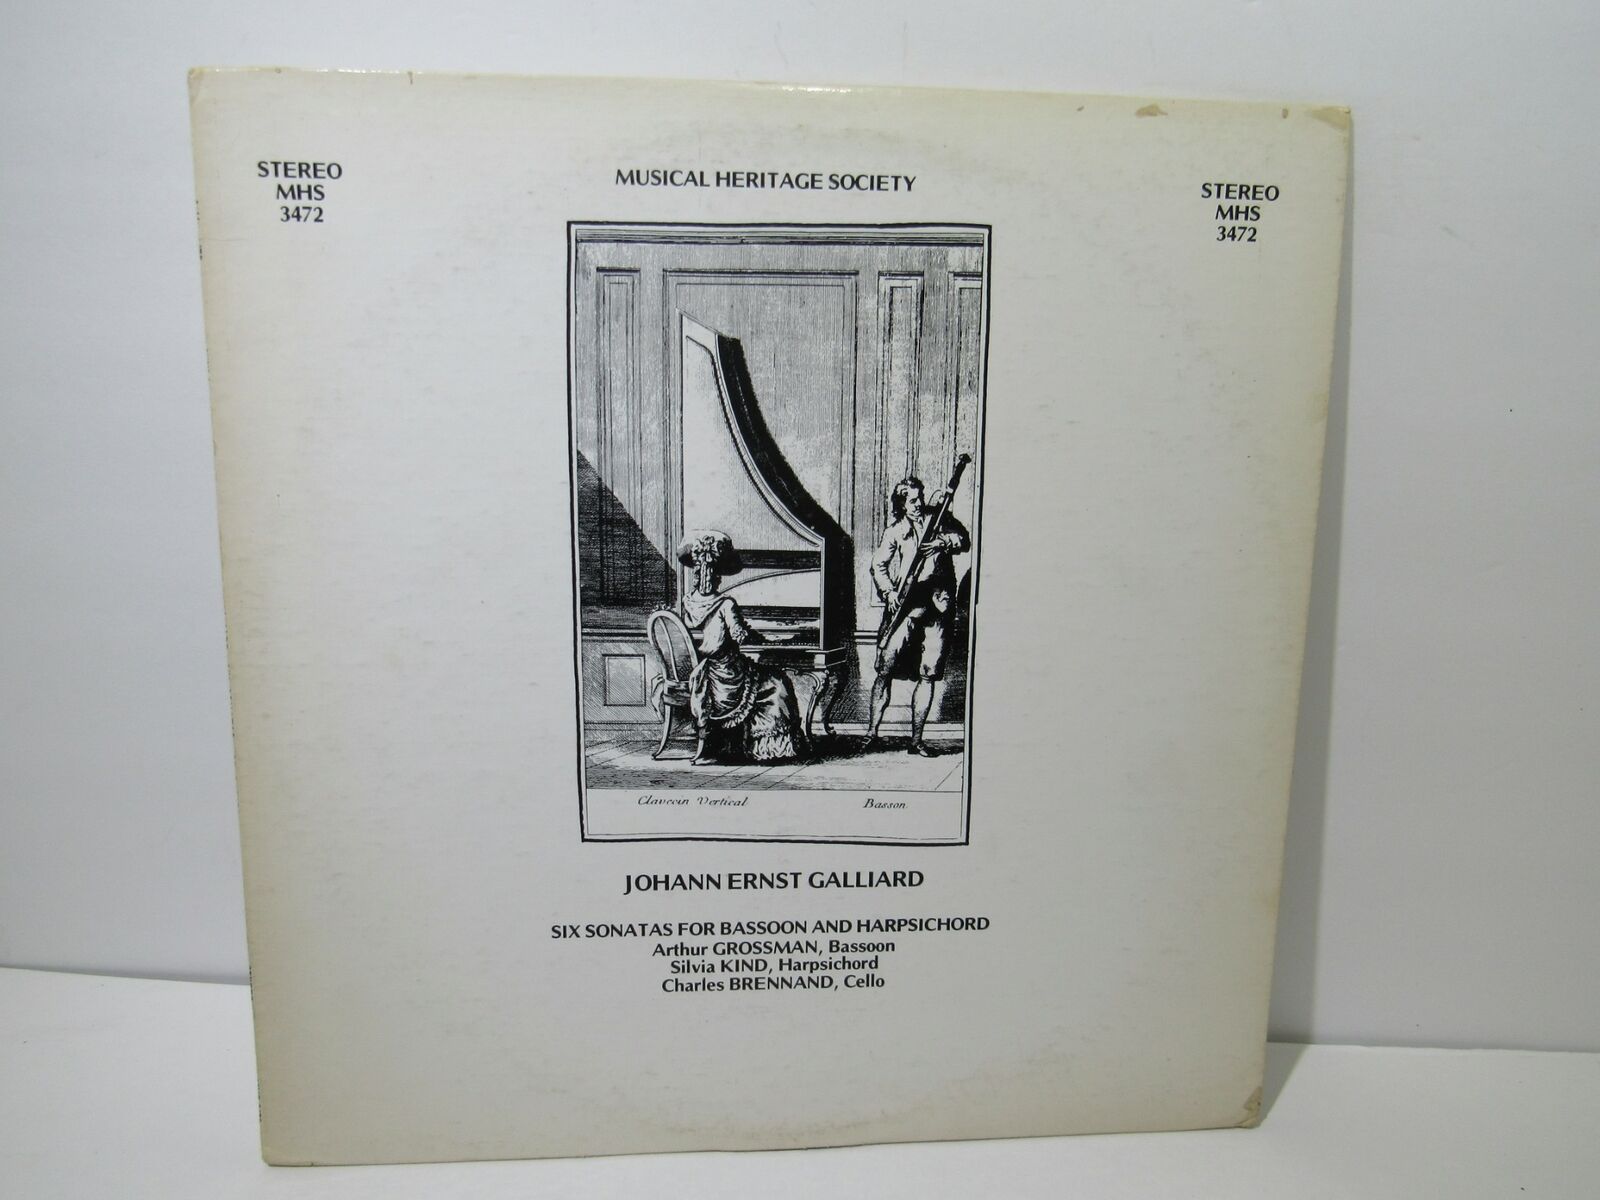 STEREO
MHS
3472
MUSICAL HERITAGE SOCIETY
STEREO
MHS
3472
Clavecin Vertical
Basson
JOHANN ERNST GALLIARD
SIX SONATAS FOR BASSOON AND HARPSICHORD
Arthur GROSSMAN, Bassoon
Silvia KIND, Harpsichord
Charles BRENNAND, Cello